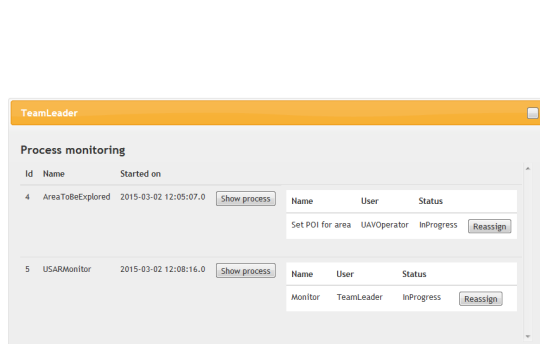 TeamLeader
Process monitoring
Id Name Started on
4 AreaToBeExplored 2015-03-02 12:05:07.0 Show process
Name User Status
Set POI for area UAVOperator InProgress Reassign
5 USARMonitor 2015-03-02 12:08:16.0 Show process
Name User Status
Monitor TeamLeader InProgress Reassign